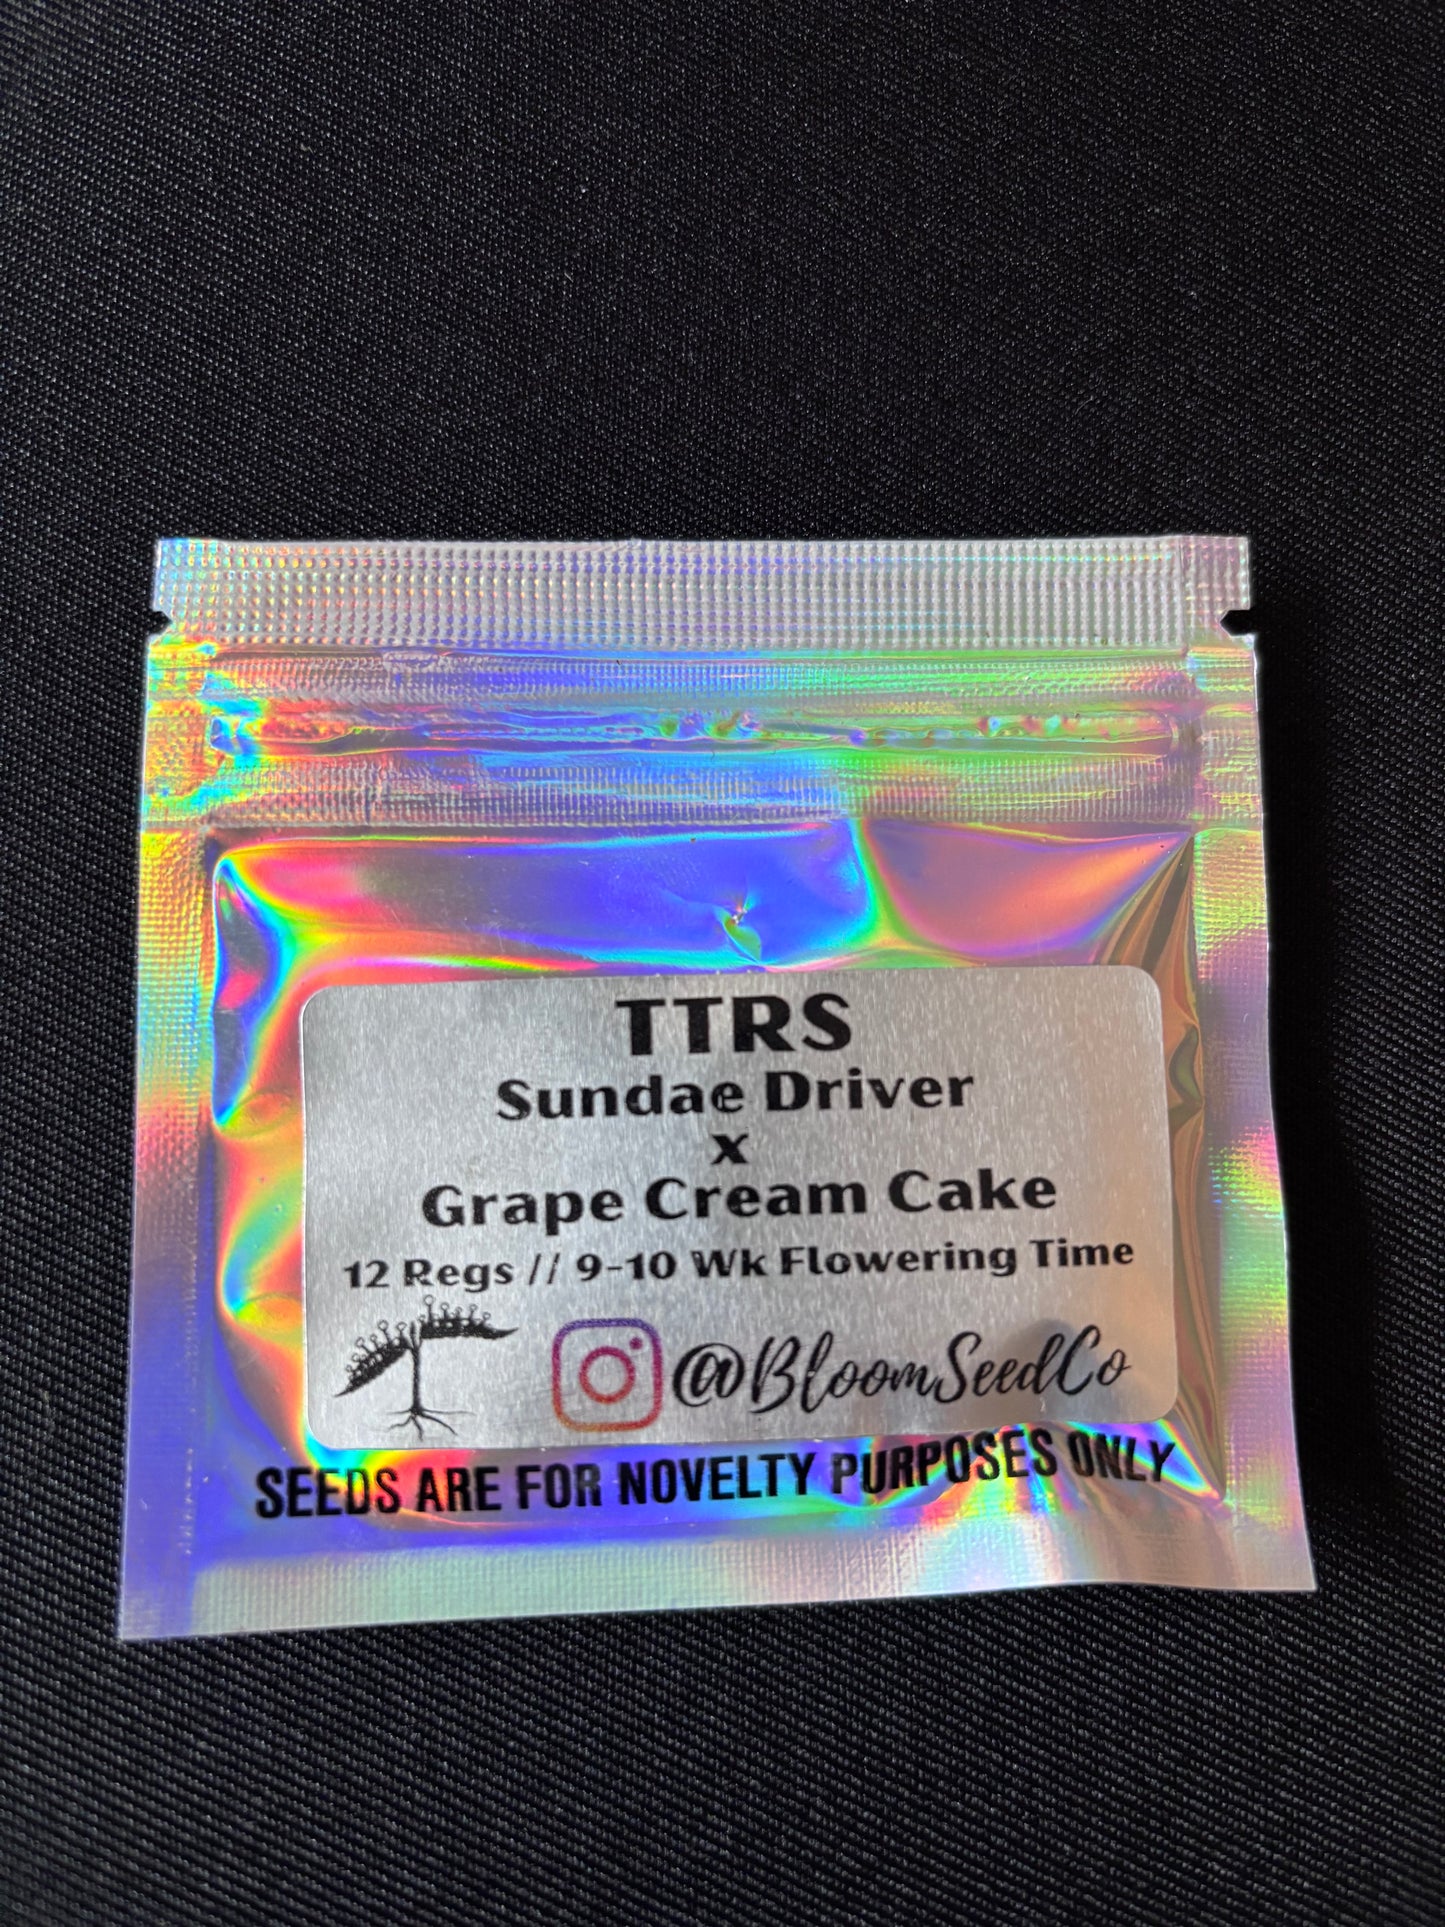 TTRS
Sundae Driver
x
Grape Cream Cake
12 Regs // 9-10 Wk Flowering Time
@BloomSeedCo
SEEDS ARE FOR NOVELTY PURPOSES ONLY